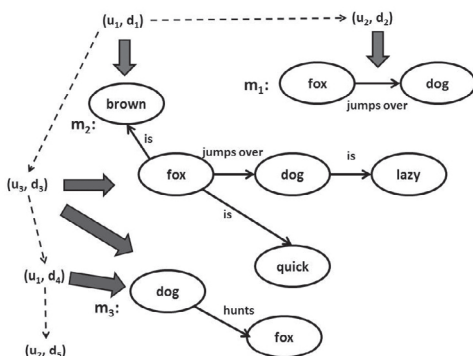 (u₁, d₁)
(u₂, d₂)
m₁:
fox
dog
jumps over
brown
m₂:
is
jumps over
is
fox
dog
lazy
is
(u₃, d₃)
quick
(u₁, d₄)
dog
m₃:
hunts
fox
(u₂, d₅)